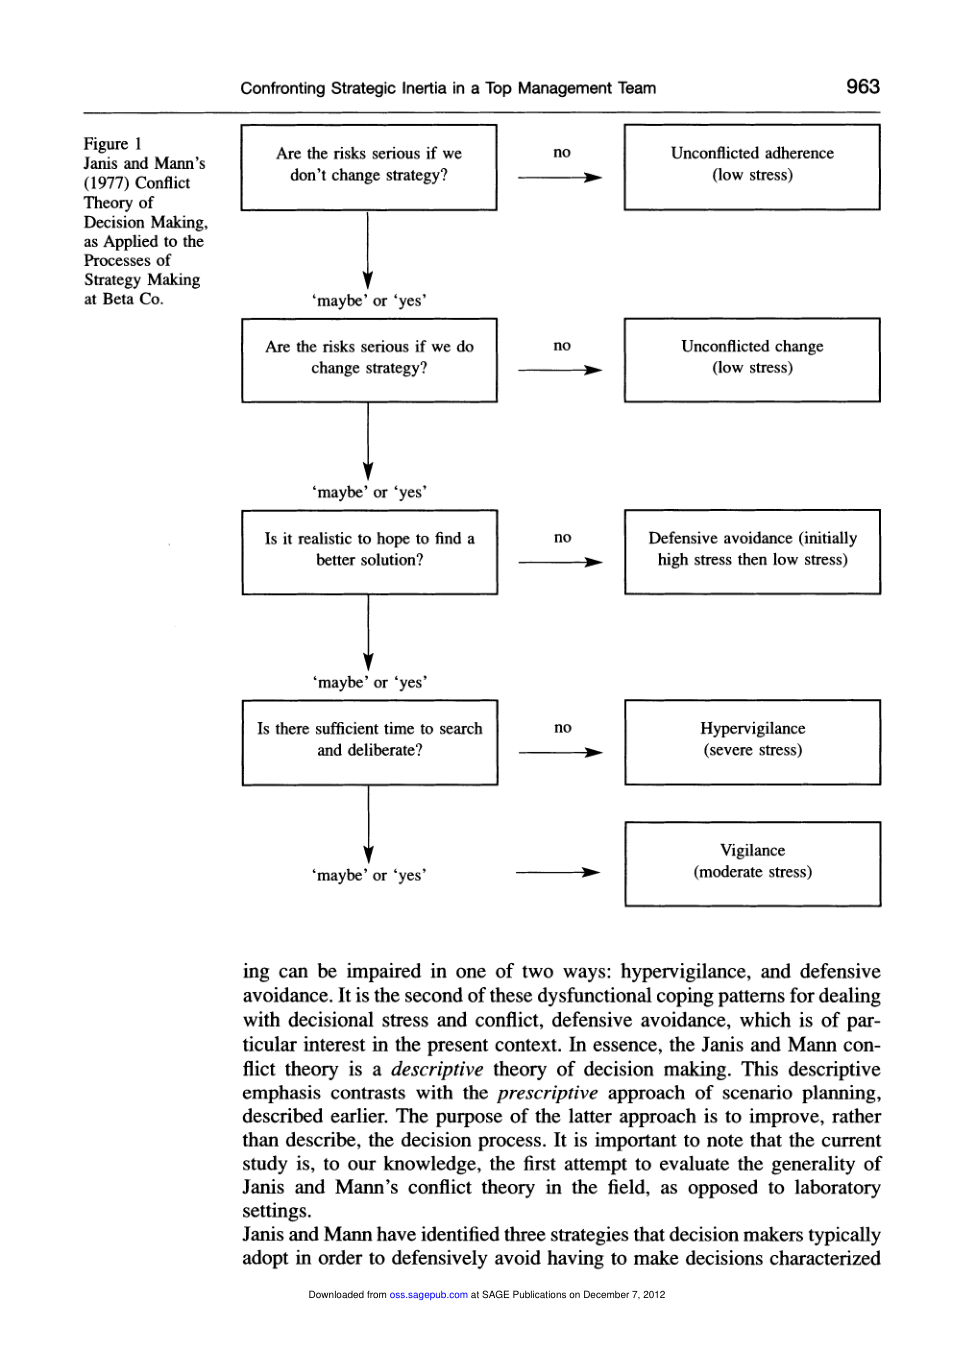 Confronting Strategic Inertia in a Top Management Team 963
Figure 1
Janis and Mann's
(1977) Conflict
Theory of
Decision Making,
as Applied to the
Processes of
Strategy Making
at Beta Co.
Are the risks serious if we
don't change strategy?
no
Unconflicted adherence
(low stress)
'maybe' or 'yes'
Are the risks serious if we do
change strategy?
no
Unconflicted change
(low stress)
'maybe' or 'yes'
Is it realistic to hope to find a
better solution?
no
Defensive avoidance (initially
high stress then low stress)
'maybe' or 'yes'
Is there sufficient time to search
and deliberate?
no
Hypervigilance
(severe stress)
'maybe' or 'yes'
Vigilance
(moderate stress)
ing can be impaired in one of two ways: hypervigilance, and defensive
avoidance. It is the second of these dysfunctional coping patterns for dealing
with decisional stress and conflict, defensive avoidance, which is of par-
ticular interest in the present context. In essence, the Janis and Mann con-
flict theory is a descriptive theory of decision making. This descriptive
emphasis contrasts with the prescriptive approach of scenario planning,
described earlier. The purpose of the latter approach is to improve, rather
than describe, the decision process. It is important to note that the current
study is, to our knowledge, the first attempt to evaluate the generality of
Janis and Mann's conflict theory in the field, as opposed to laboratory
settings.
Janis and Mann have identified three strategies that decision makers typically
adopt in order to defensively avoid having to make decisions characterized
Downloaded from oss.sagepub.com at SAGE Publications on December 7, 2012